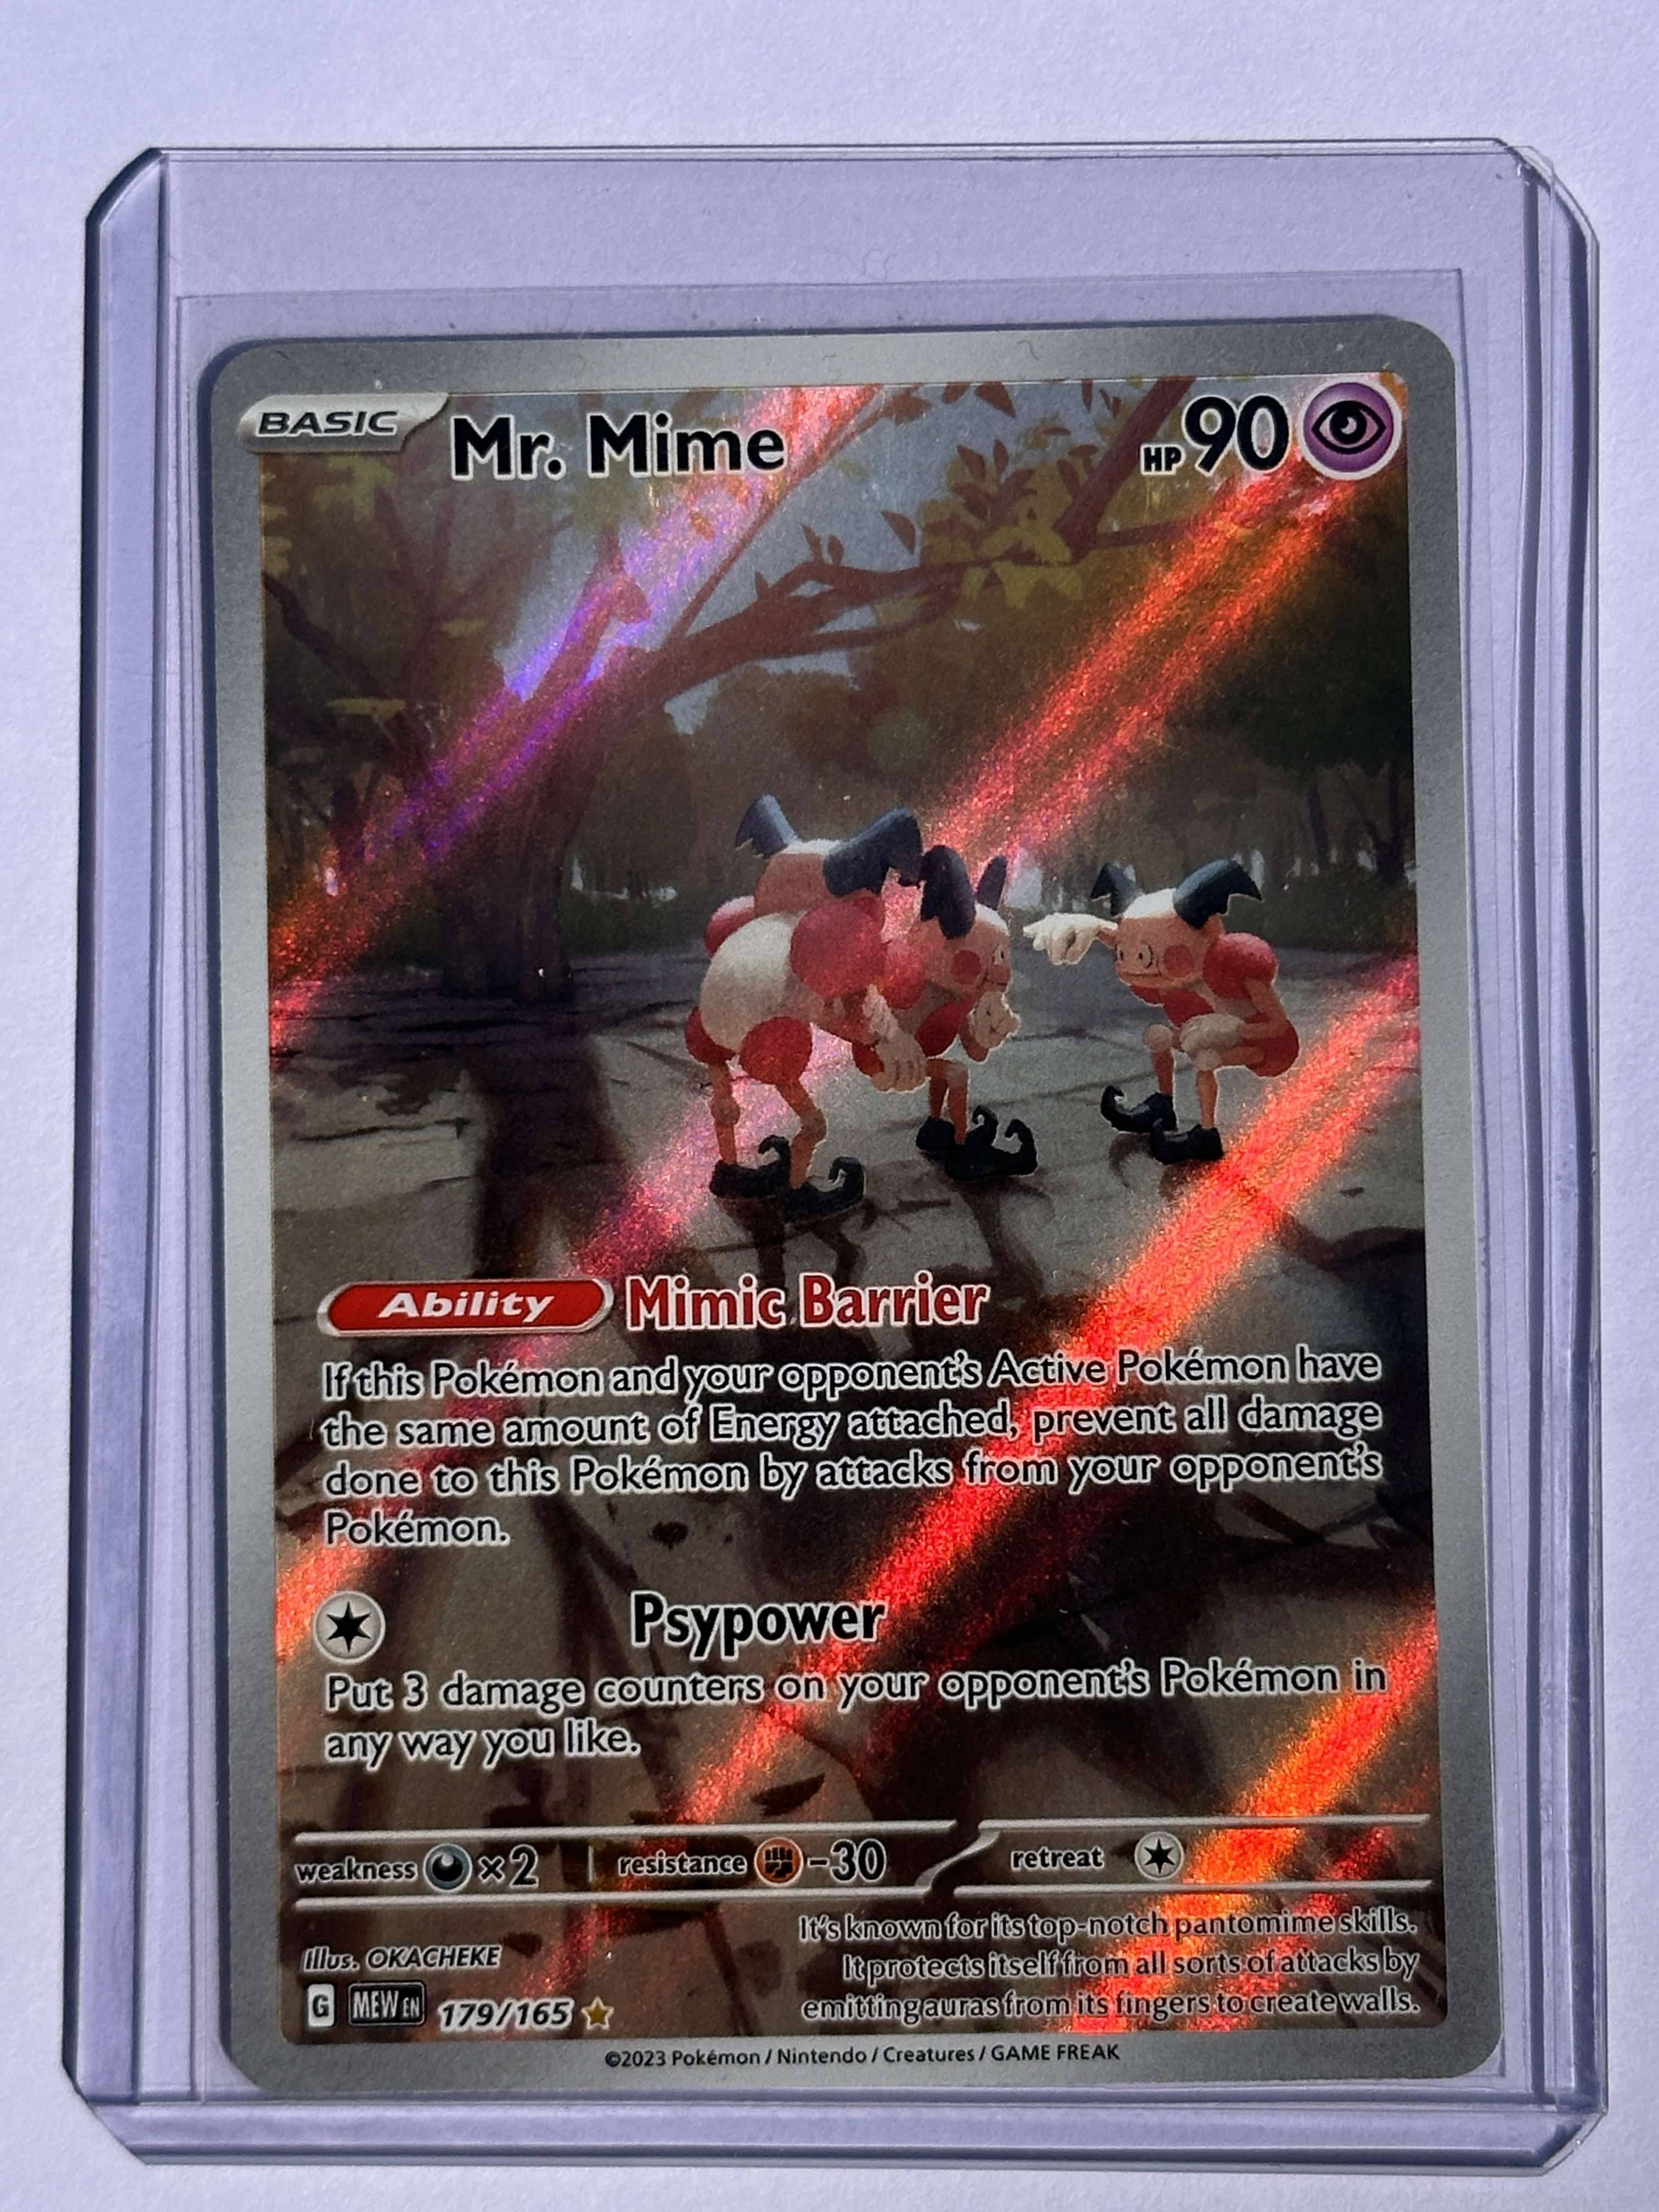 BASIC Mr. Mime HP 90
Ability Mimic Barrier
If this Pokémon and your opponent's Active Pokémon have
the same amount of Energy attached, prevent all damage
done to this Pokémon by attacks from your opponent's
Pokémon.
Psypower
Put 3 damage counters on your opponent's Pokémon in
any way you like.
weakness ×2 resistance -30 retreat
It's known for its top-notch pantomime skills.
It protects itself from all sorts of attacks by
emitting auras from its fingers to create walls.
Illus. OKACHEKE
G MEW EN 179/165
©2023 Pokémon / Nintendo / Creatures / GAME FREAK